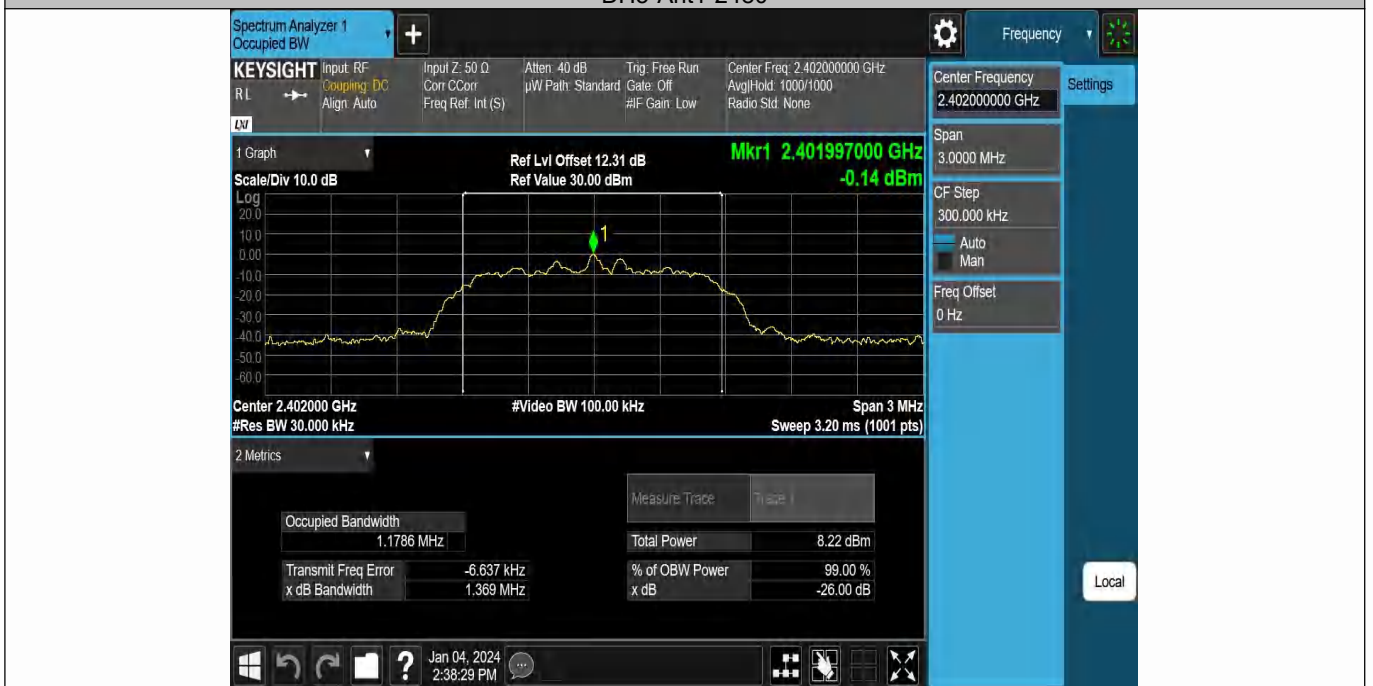 Spectrum Analyzer 1
Occupied BW
Frequency
KEYSIGHT
Input: RF
Coupling: DC
Align: Auto
Input Z: 50 Ω
Corr CCorr
Freq Ref: Int (S)
Atten: 40 dB
µW Path: Standard
Trig: Free Run
Gate: Off
#IF Gain: Low
Center Freq: 2.402000000 GHz
Avg|Hold: 1000/1000
Radio Std: None
R L
LXI
Center Frequency
2.402000000 GHz
Settings
Span
3.0000 MHz
CF Step
300.000 kHz
Auto
Man
Freq Offset
0 Hz
Local
1 Graph
Scale/Div 10.0 dB
Ref Lvl Offset 12.31 dB
Ref Value 30.00 dBm
Mkr1 2.401997000 GHz
-0.14 dBm
Log
20.0
10.0
0.00
-10.0
-20.0
-30.0
-40.0
-50.0
-60.0
1
Center 2.402000 GHz
#Video BW 100.00 kHz
Span 3 MHz
#Res BW 30.000 kHz
Sweep 3.20 ms (1001 pts)
2 Metrics
Measure Trace
Trace 1
Occupied Bandwidth
1.1786 MHz
Total Power
8.22 dBm
Transmit Freq Error
-6.637 kHz
% of OBW Power
99.00 %
x dB Bandwidth
1.369 MHz
x dB
-26.00 dB
Jan 04, 2024
2:38:29 PM